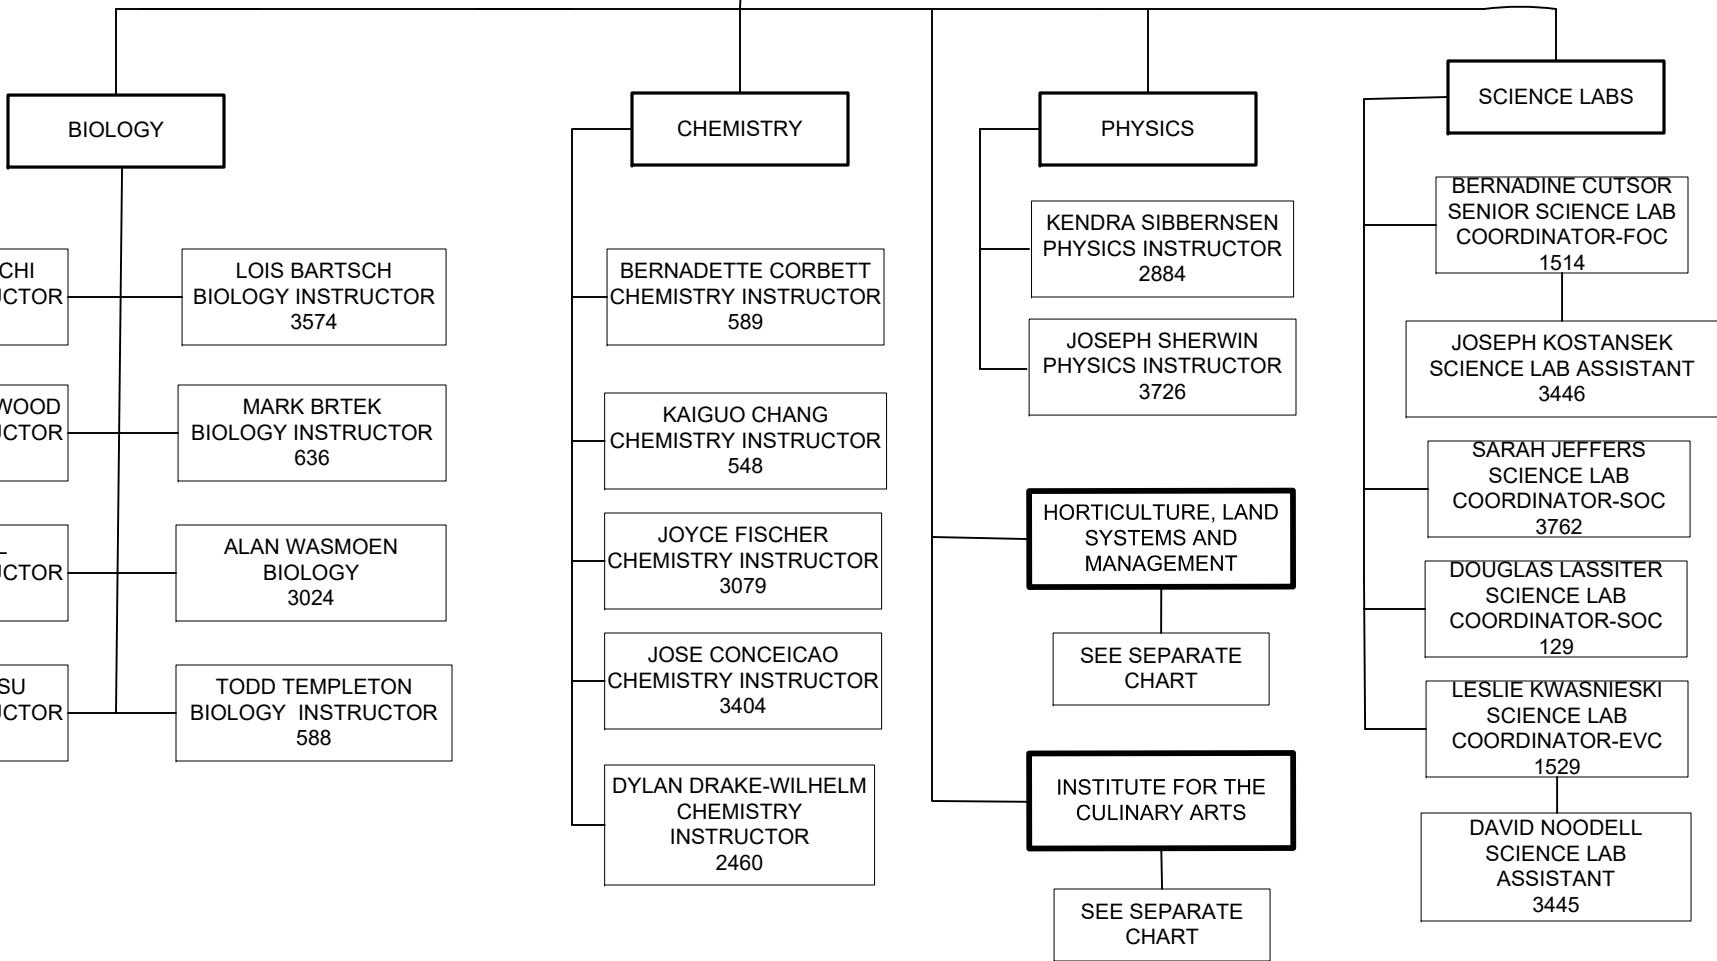 BIOLOGY
CHI
LOIS BARTSCH
BIOLOGY INSTRUCTOR
3574
MARK BRTEK
BIOLOGY INSTRUCTOR
636
ALAN WASMOEN
BIOLOGY
3024
SU
TODD TEMPLETON
BIOLOGY  INSTRUCTOR
588
CHEMISTRY
BERNADETTE CORBETT
CHEMISTRY INSTRUCTOR
589
KAIGUO CHANG
CHEMISTRY INSTRUCTOR
548
JOYCE FISCHER
CHEMISTRY INSTRUCTOR
3079
JOSE CONCEICAO
CHEMISTRY INSTRUCTOR
3404
DYLAN DRAKE-WILHELM
CHEMISTRY
INSTRUCTOR
2460
PHYSICS
KENDRA SIBBERNSEN
PHYSICS INSTRUCTOR
2884
JOSEPH SHERWIN
PHYSICS INSTRUCTOR
3726
HORTICULTURE, LAND
SYSTEMS AND
MANAGEMENT
SEE SEPARATE
CHART
INSTITUTE FOR THE
CULINARY ARTS
SEE SEPARATE
CHART
SCIENCE LABS
BERNADINE CUTSOR
SENIOR SCIENCE LAB
COORDINATOR-FOC
1514
JOSEPH KOSTANSEK
SCIENCE LAB ASSISTANT
3446
SARAH JEFFERS
SCIENCE LAB
COORDINATOR-SOC
3762
DOUGLAS LASSITER
SCIENCE LAB
COORDINATOR-SOC
129
LESLIE KWASNIESKI
SCIENCE LAB
COORDINATOR-EVC
1529
DAVID NOODELL
SCIENCE LAB
ASSISTANT
3445